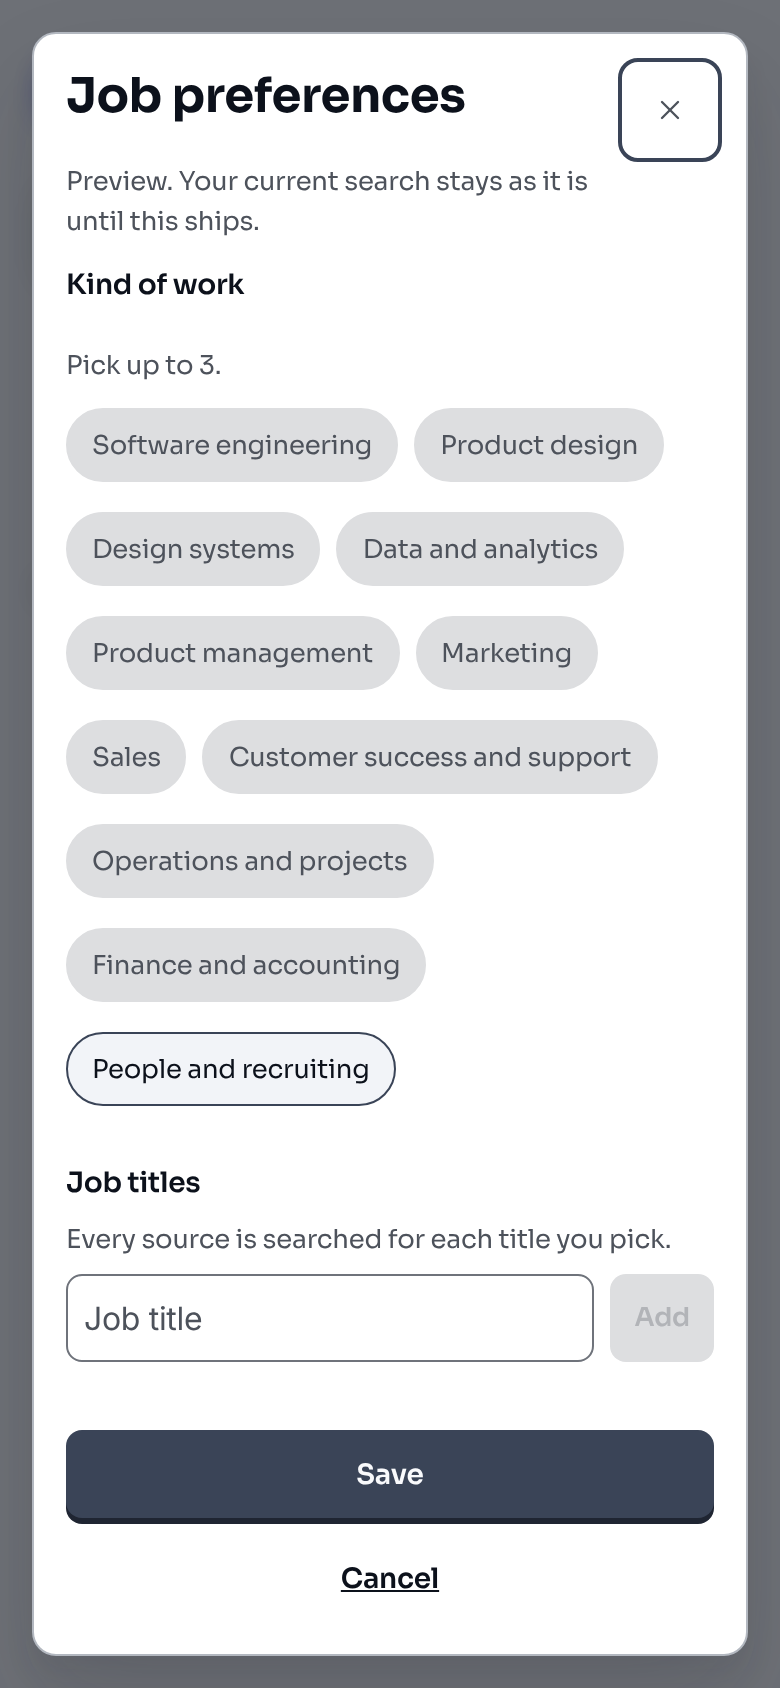 Job preferences
Preview. Your current search stays as it is
until this ships.
Kind of work
Pick up to 3.
Software engineering
Product design
Design systems
Data and analytics
Product management
Marketing
Sales
Customer success and support
Operations and projects
Finance and accounting
People and recruiting
Job titles
Every source is searched for each title you pick.
Job title
Add
Save
Cancel